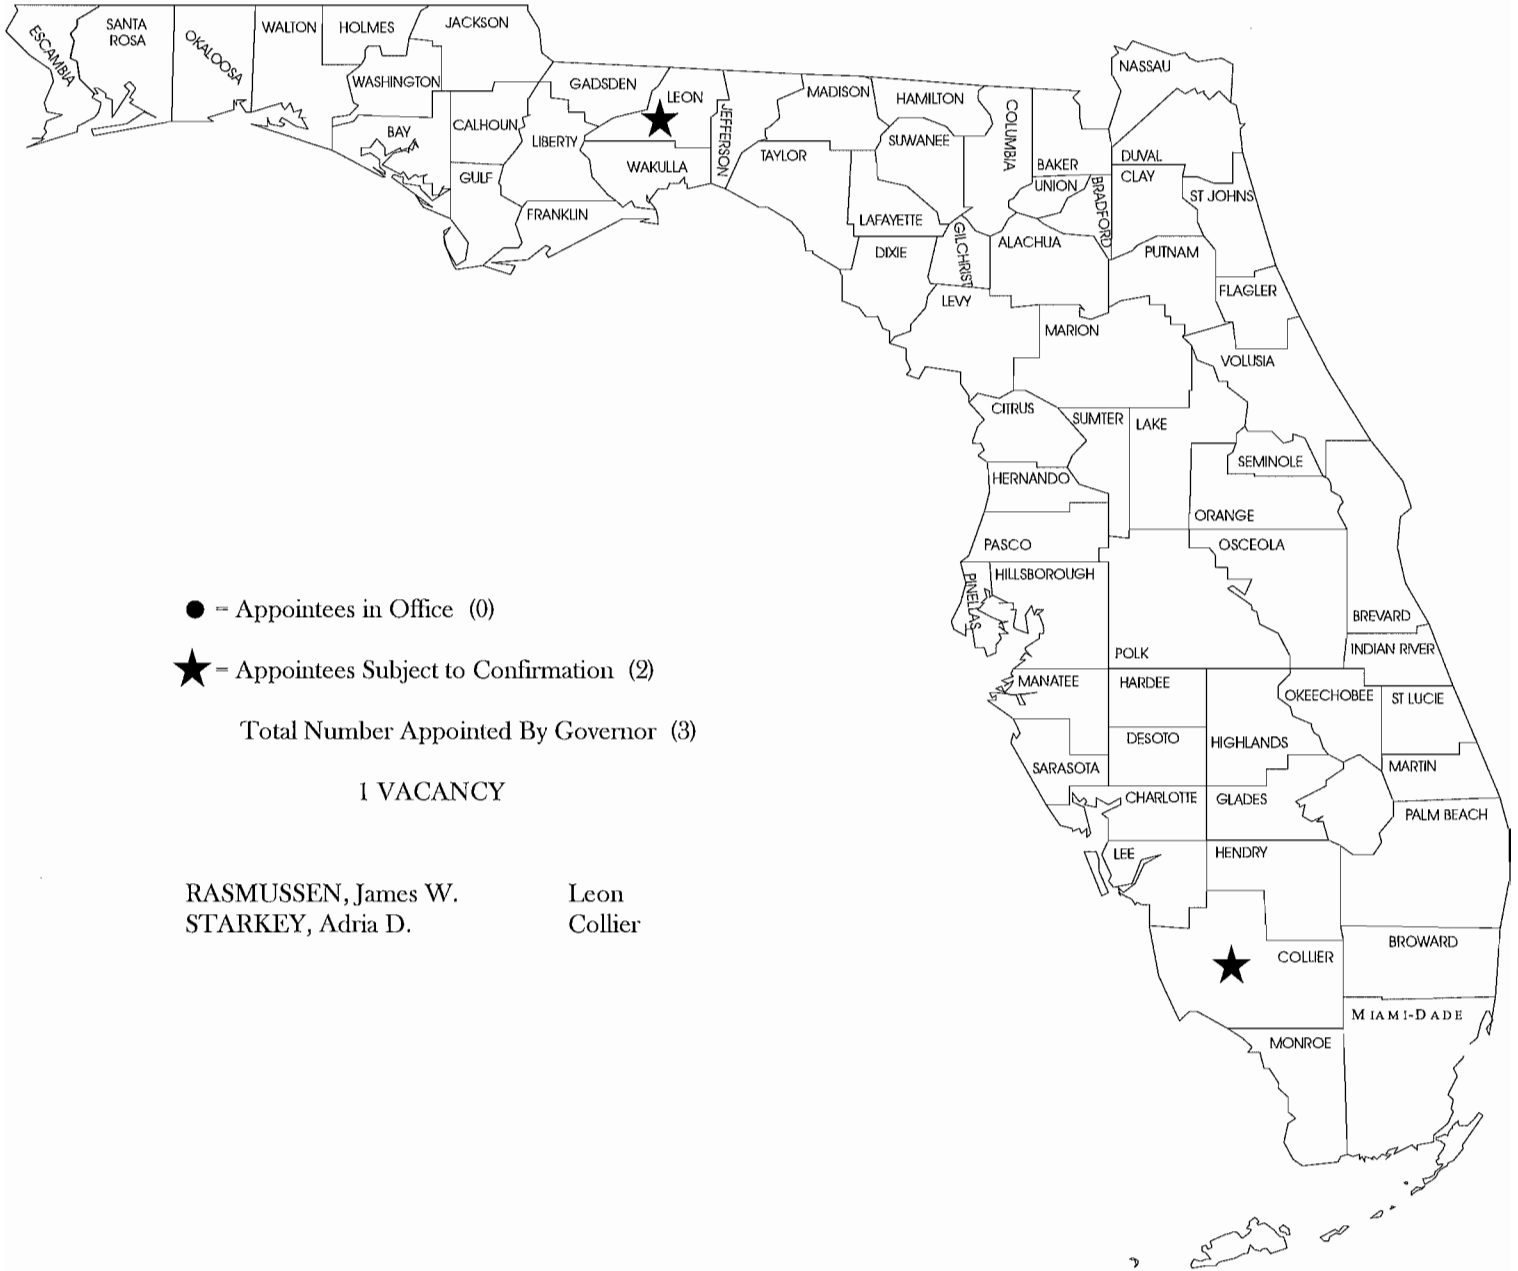 ESCAMBIA
SANTA
ROSA
OKALOOSA
WALTON
HOLMES
JACKSON
WASHINGTON
BAY
CALHOUN
GULF
GADSDEN
LIBERTY
FRANKLIN
LEON
WAKULLA
JEFFERSON
MADISON
TAYLOR
HAMILTON
SUWANEE
LAFAYETTE
DIXIE
COLUMBIA
GILCHRIST
BAKER
UNION
BRADFORD
ALACHUA
LEVY
NASSAU
DUVAL
CLAY
ST JOHNS
PUTNAM
FLAGLER
MARION
VOLUSIA
CITRUS
SUMTER
LAKE
SEMINOLE
HERNANDO
ORANGE
PASCO
OSCEOLA
PINELLAS
HILLSBOROUGH
POLK
BREVARD
INDIAN RIVER
MANATEE
HARDEE
OKEECHOBEE
ST LUCIE
DESOTO
HIGHLANDS
SARASOTA
MARTIN
CHARLOTTE
GLADES
PALM BEACH
LEE
HENDRY
BROWARD
COLLIER
MIAMI-DADE
MONROE
● = Appointees in Office (0)
★ = Appointees Subject to Confirmation (2)
Total Number Appointed By Governor (3)
1 VACANCY
RASMUSSEN, James W. Leon
STARKEY, Adria D. Collier